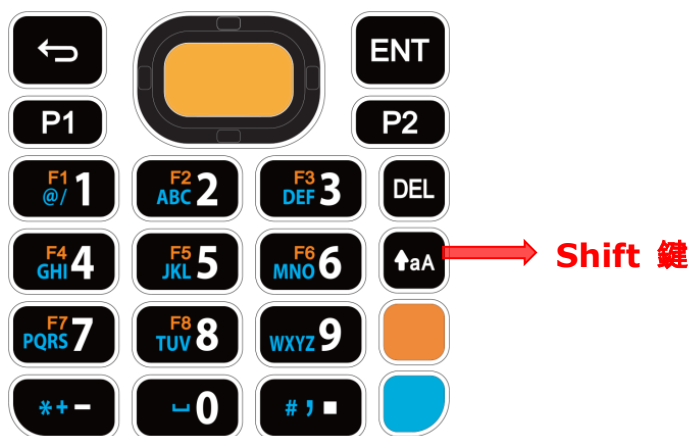 ENT
P1 P2
F1 @/ 1 F2 ABC 2 F3 DEF 3 DEL
F4 GHI 4 F5 JKL 5 F6 MNO 6 aA Shift 鍵
F7 PQRS 7 F8 TUV 8 WXYZ 9
*+- ⎵0 #,.